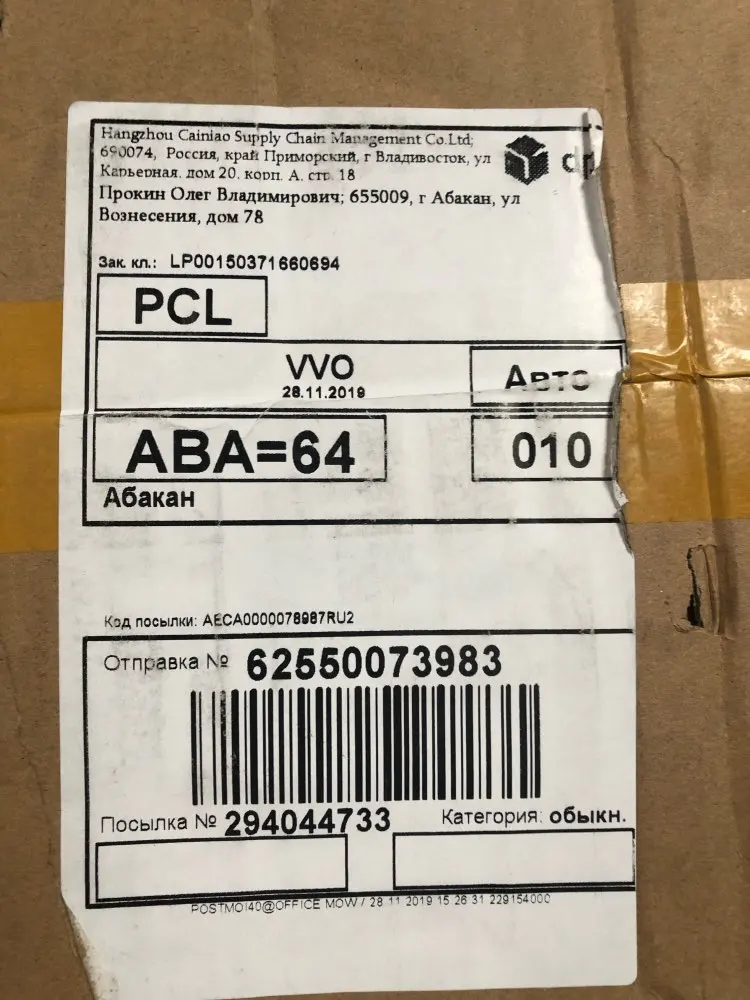 Hangzhou Cainiao Supply Chain Management Co.Ltd;
690074, Россия, край Приморский, г Владивосток, ул
Карьерная, дом 20, корп. А, стр. 18
Прокин Олег Владимирович; 655009, г Абакан, ул
Вознесения, дом 78
Зак. кл.: LP00150371660694
PCL
VVO
28.11.2019
Авто
ABA=64
010
Абакан
Код посылки: AECA0000078987RU2
Отправка № 62550073983
Посылка № 294044733
Категория: обыкн.
POSTMOI40@OFFICE MOW / 28 11 2019 15 26 31 229154000